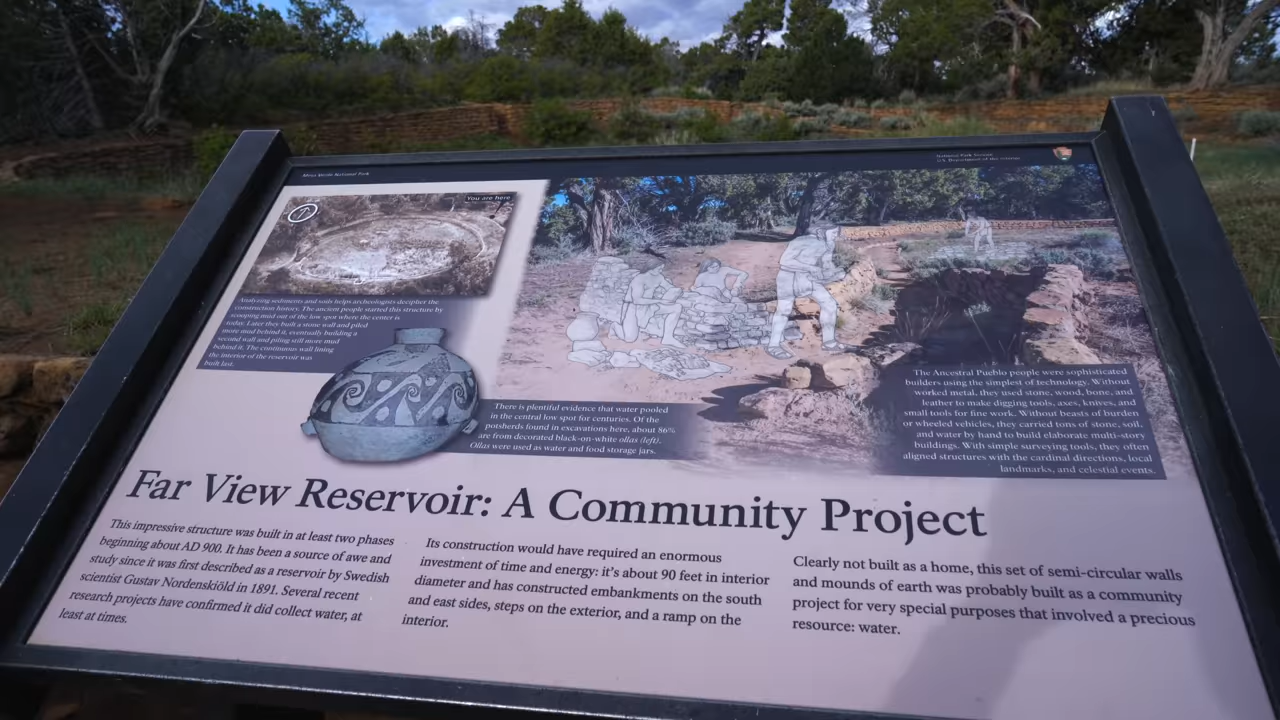 Mesa Verde National Park
National Park Service
U.S. Department of the Interior
You are here
Analyzing sediments and soils helps archeologists decipher the
construction history. The ancient people started this structure by
scooping mud out of the low spot where the center is
today. Later they built a stone wall and piled
more mud behind it, eventually building a
second wall and piling still more mud
behind it. The continuous wall lining
the interior of the reservoir was
built last.
There is plentiful evidence that water pooled
in the central low spot for centuries. Of the
potsherds found in excavations here, about 86%
are from decorated black-on-white ollas (left).
Ollas were used as water and food storage jars.
The Ancestral Pueblo people were sophisticated
builders using the simplest of technology. Without
worked metal, they used stone, wood, bone, and
leather to make digging tools, axes, knives, and
small tools for fine work. Without beasts of burden
or wheeled vehicles, they carried tons of stone, soil,
and water by hand to build elaborate multi-story
buildings. With simple surveying tools, they often
aligned structures with the cardinal directions, local
landmarks, and celestial events.
Far View Reservoir: A Community Project
This impressive structure was built in at least two phases
beginning about AD 900. It has been a source of awe and
study since it was first described as a reservoir by Swedish
scientist Gustav Nordenskiöld in 1891. Several recent
research projects have confirmed it did collect water, at
least at times.
Its construction would have required an enormous
investment of time and energy: it's about 90 feet in interior
diameter and has constructed embankments on the south
and east sides, steps on the exterior, and a ramp on the
interior.
Clearly not built as a home, this set of semi-circular walls
and mounds of earth was probably built as a community
project for very special purposes that involved a precious
resource: water.